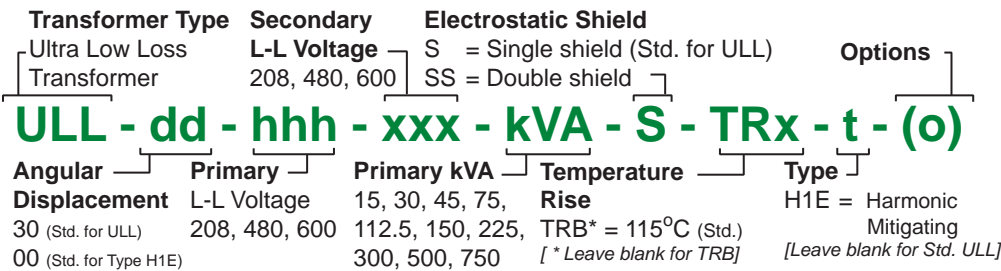 Transformer Type
Ultra Low Loss
Transformer
Secondary
L-L Voltage
208, 480, 600
Electrostatic Shield
S = Single shield (Std. for ULL)
SS = Double shield
Options
ULL - dd - hhh - xxx - kVA - S - TRx - t - (o)
Angular
Displacement
30 (Std. for ULL)
00 (Std. for Type H1E)
Primary
L-L Voltage
208, 480, 600
Primary kVA
15, 30, 45, 75,
112.5, 150, 225,
300, 500, 750
Temperature
Rise
TRB* = 115°C (Std.)
[ * Leave blank for TRB]
Type
H1E = Harmonic
Mitigating
[Leave blank for Std. ULL]